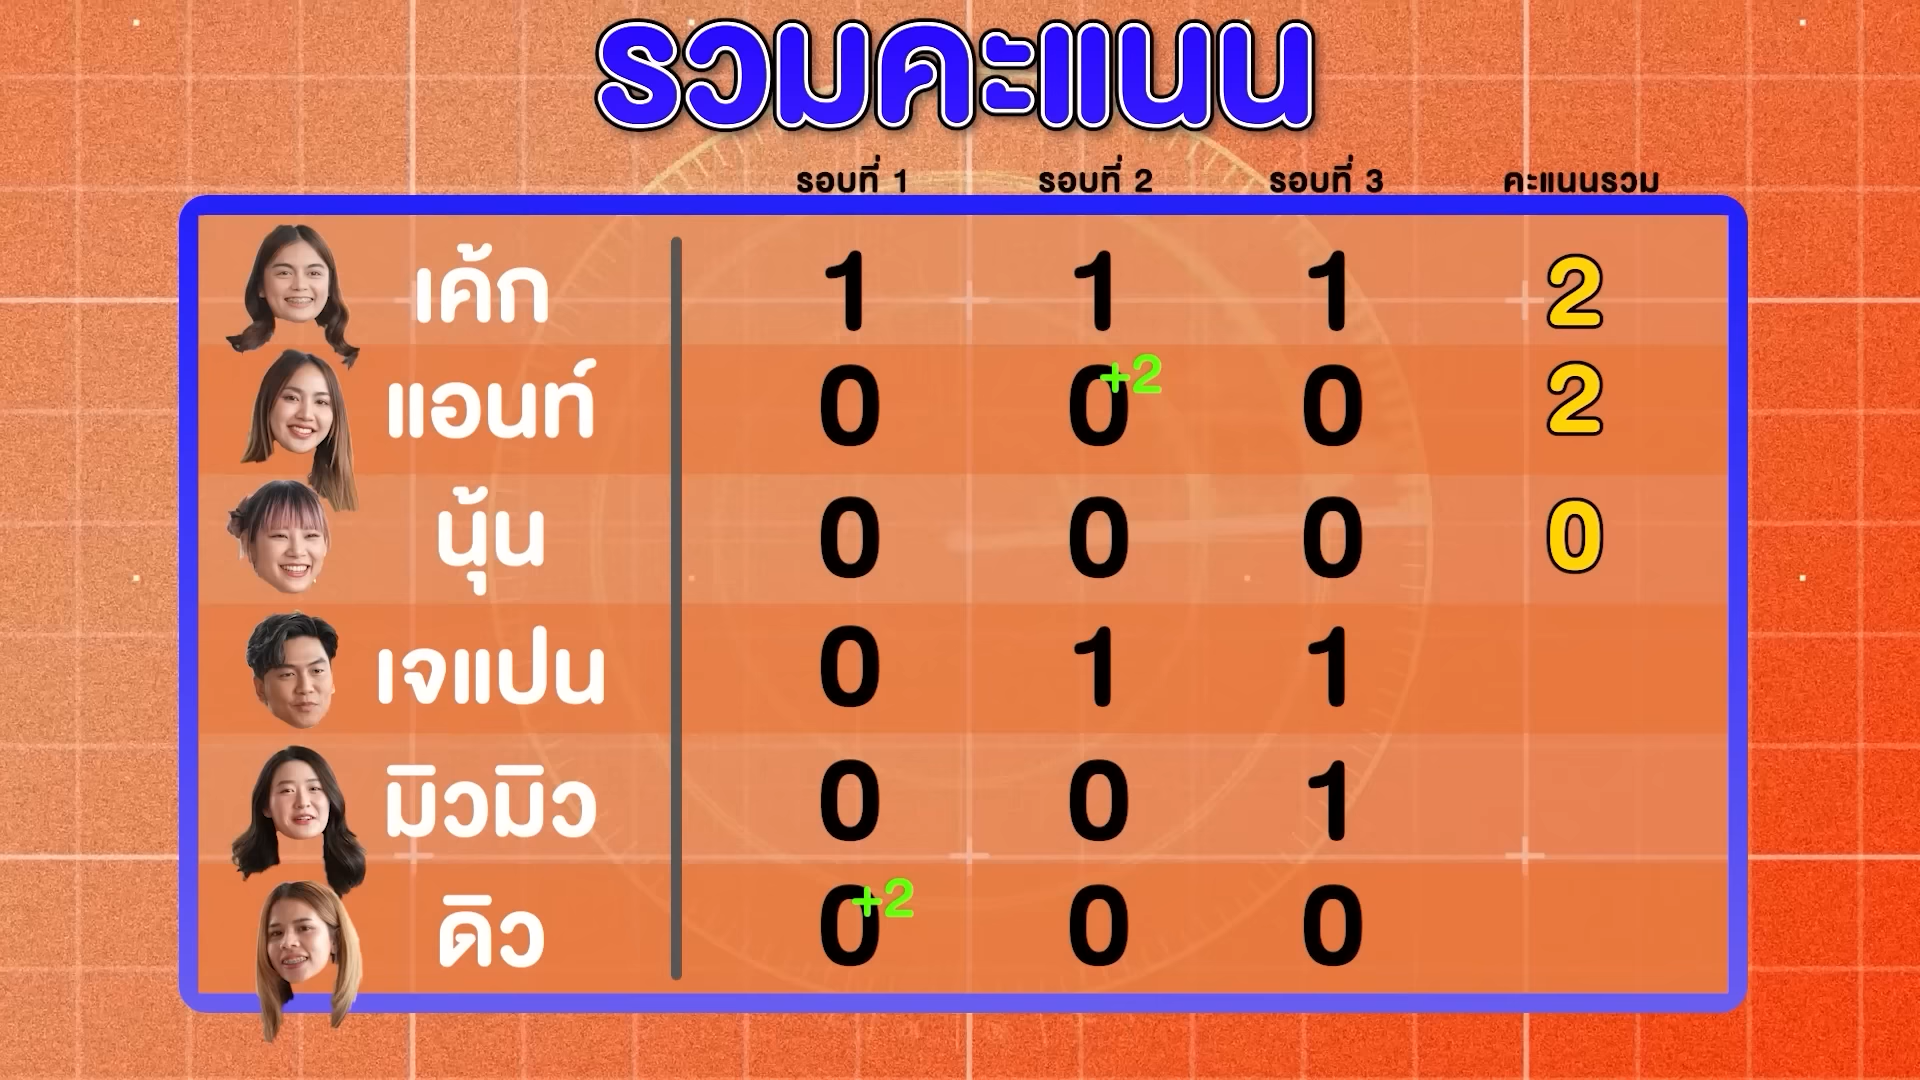 รวมคะแนน
รอบที่ 1 รอบที่ 2 รอบที่ 3 คะแนนรวม
เค้ก 1 1 1 2
แอนท์ 0 0 +2 0 2
นุ้น 0 0 0 0
เจแปน 0 1 1
มิวมิว 0 0 1
ดิว 0 +2 0 0